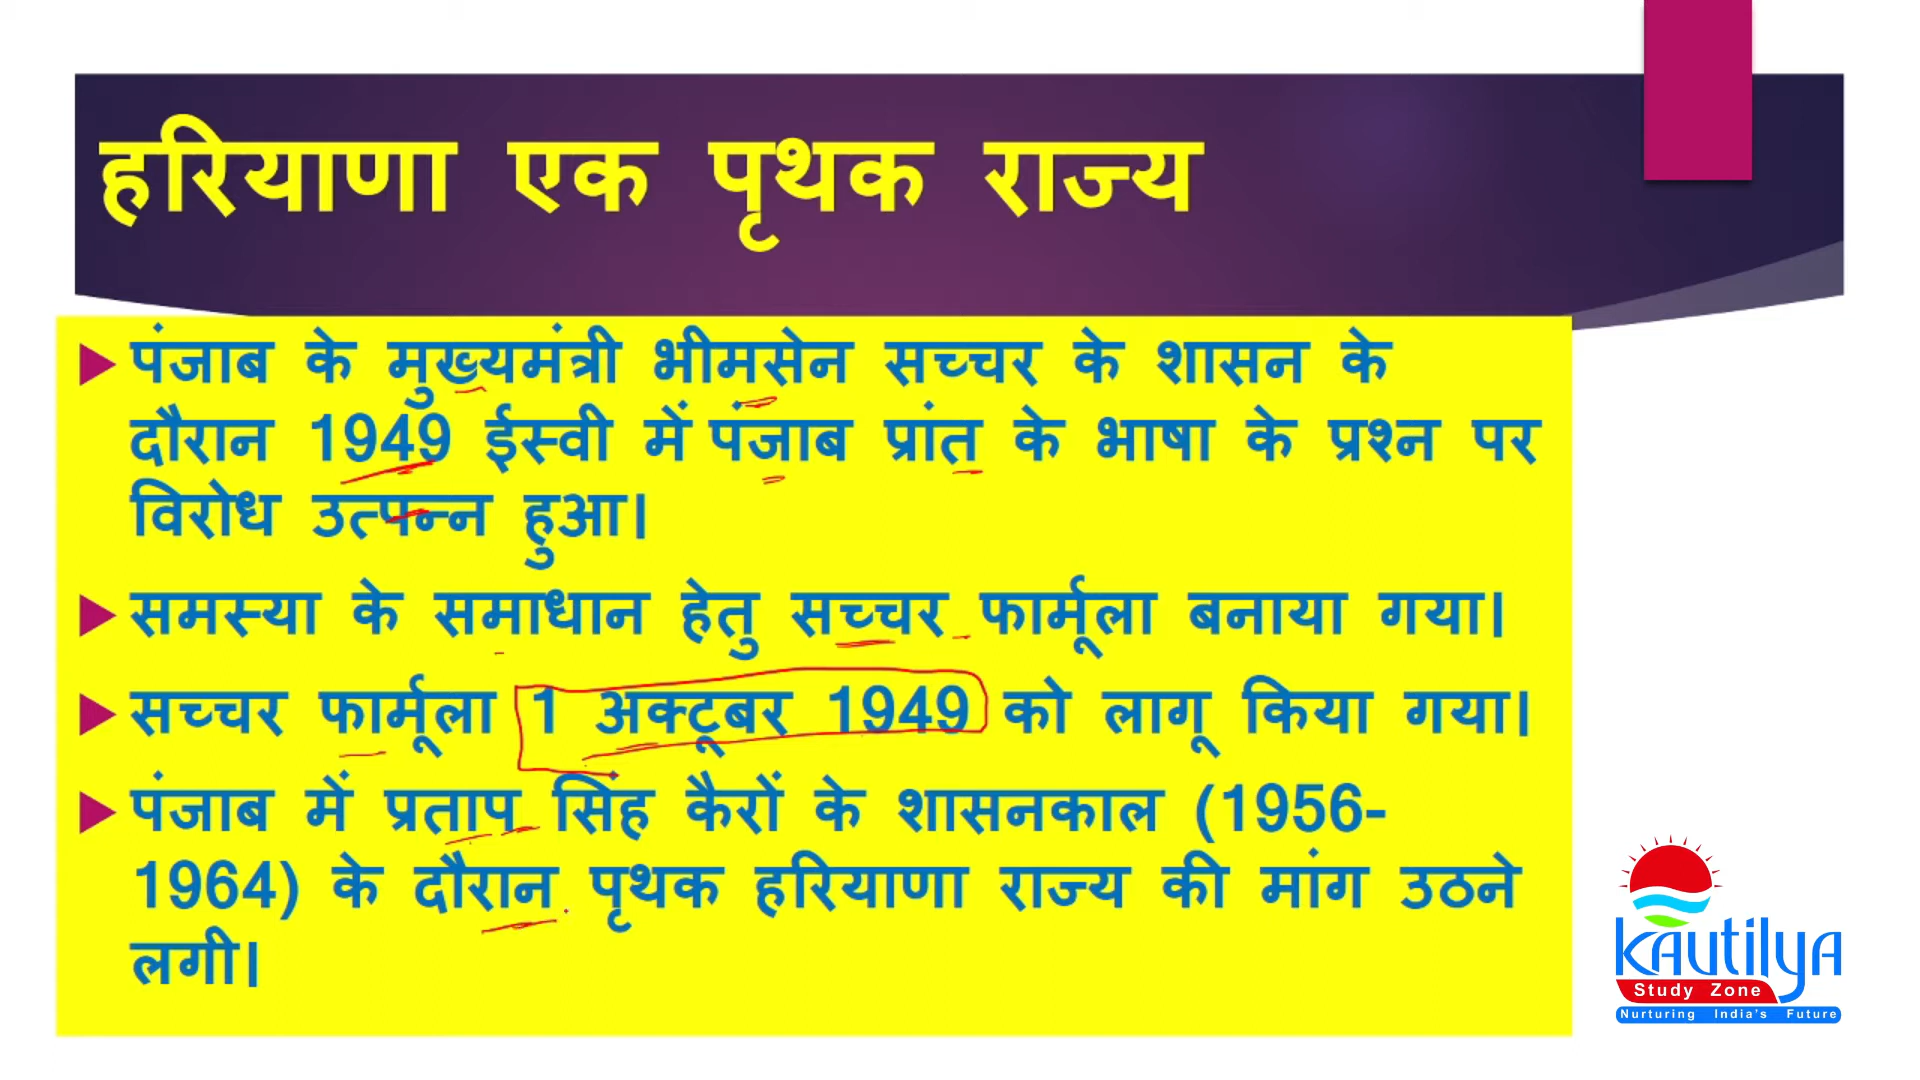 हरियाणा एक पृथक राज्य
पंजाब के मुख्यमंत्री भीमसेन सच्चर के शासन के
दौरान 1949 ईस्वी में पंजाब प्रांत के भाषा के प्रश्न पर
विरोध उत्पन्न हुआ।
समस्या के समाधान हेतु सच्चर फार्मूला बनाया गया।
सच्चर फार्मूला 1 अक्टूबर 1949 को लागू किया गया।
पंजाब में प्रताप सिंह कैरों के शासनकाल (1956-
1964) के दौरान पृथक हरियाणा राज्य की मांग उठने
लगी।
kautilya
Study Zone
Nurturing India's Future